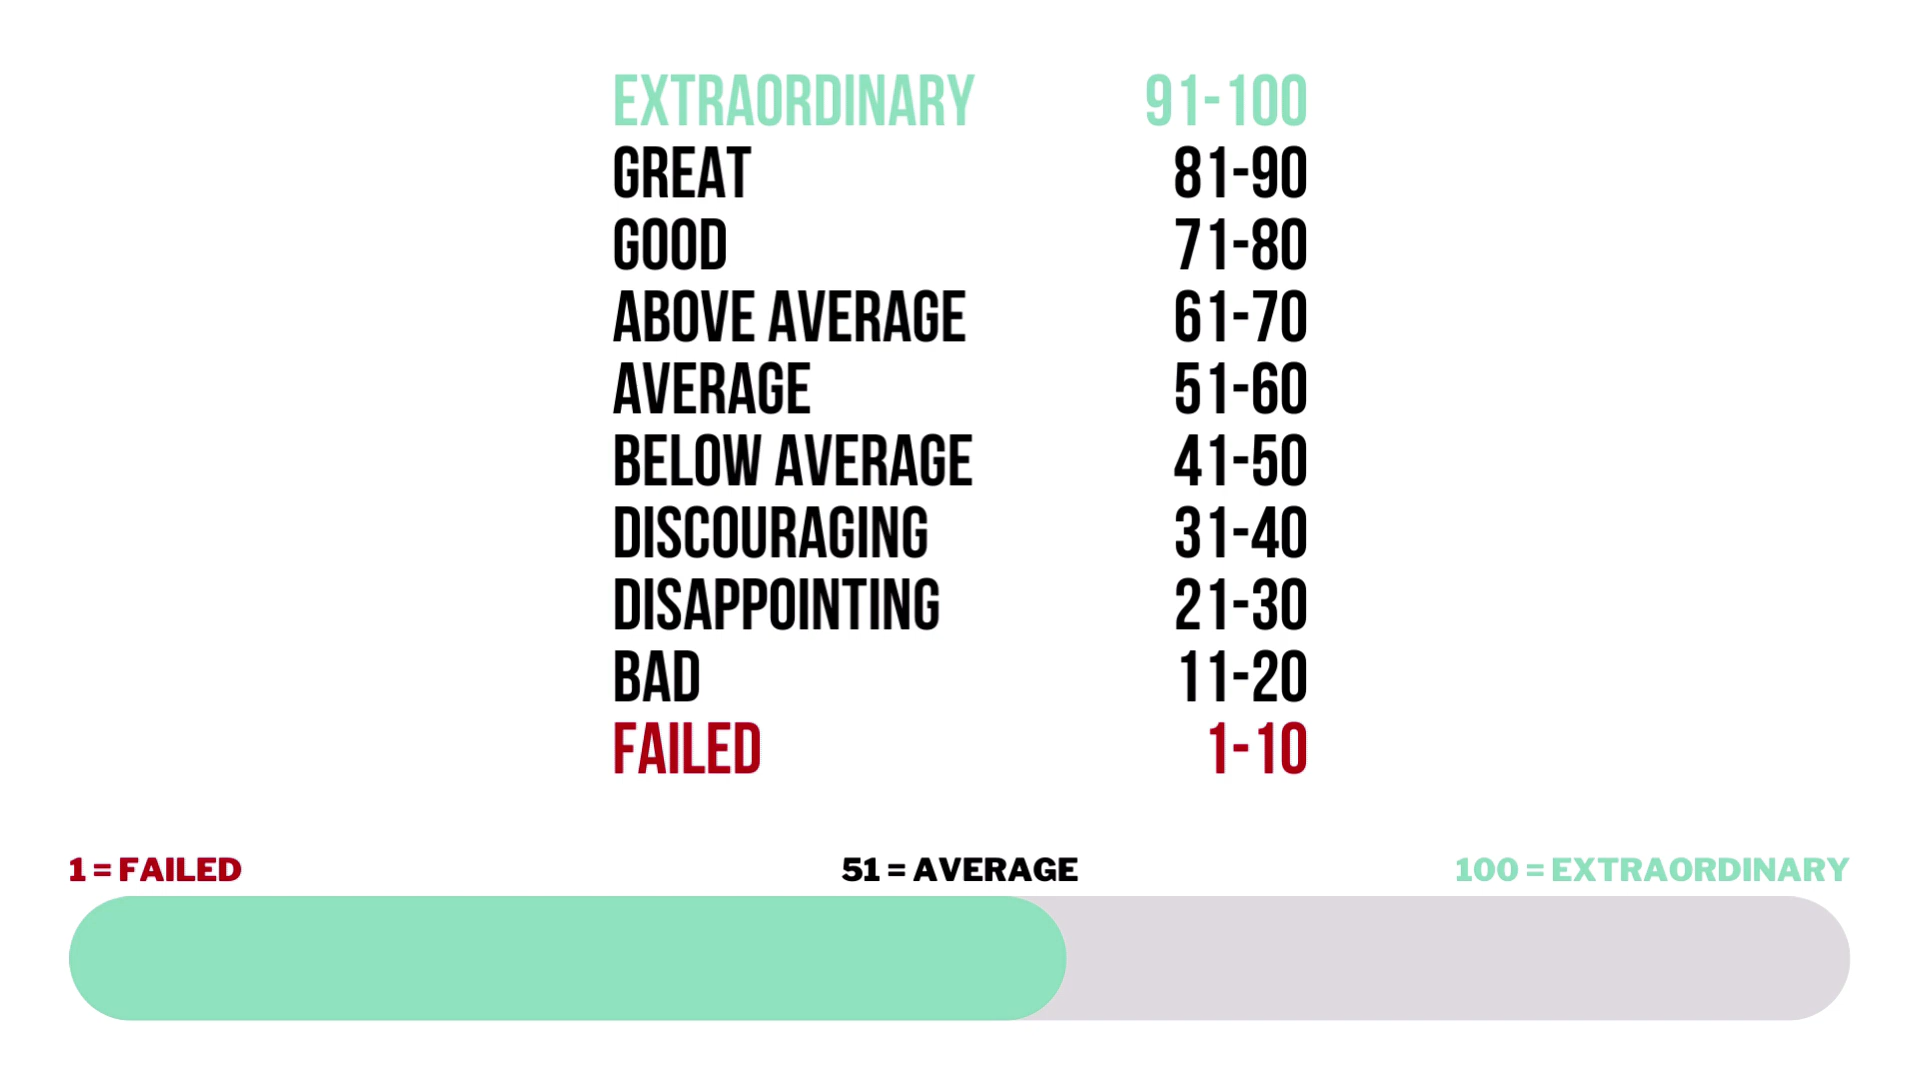 EXTRAORDINARY 91-100
GREAT 81-90
GOOD 71-80
ABOVE AVERAGE 61-70
AVERAGE 51-60
BELOW AVERAGE 41-50
DISCOURAGING 31-40
DISAPPOINTING 21-30
BAD 11-20
FAILED 1-10
1 = FAILED 51 = AVERAGE 100 = EXTRAORDINARY